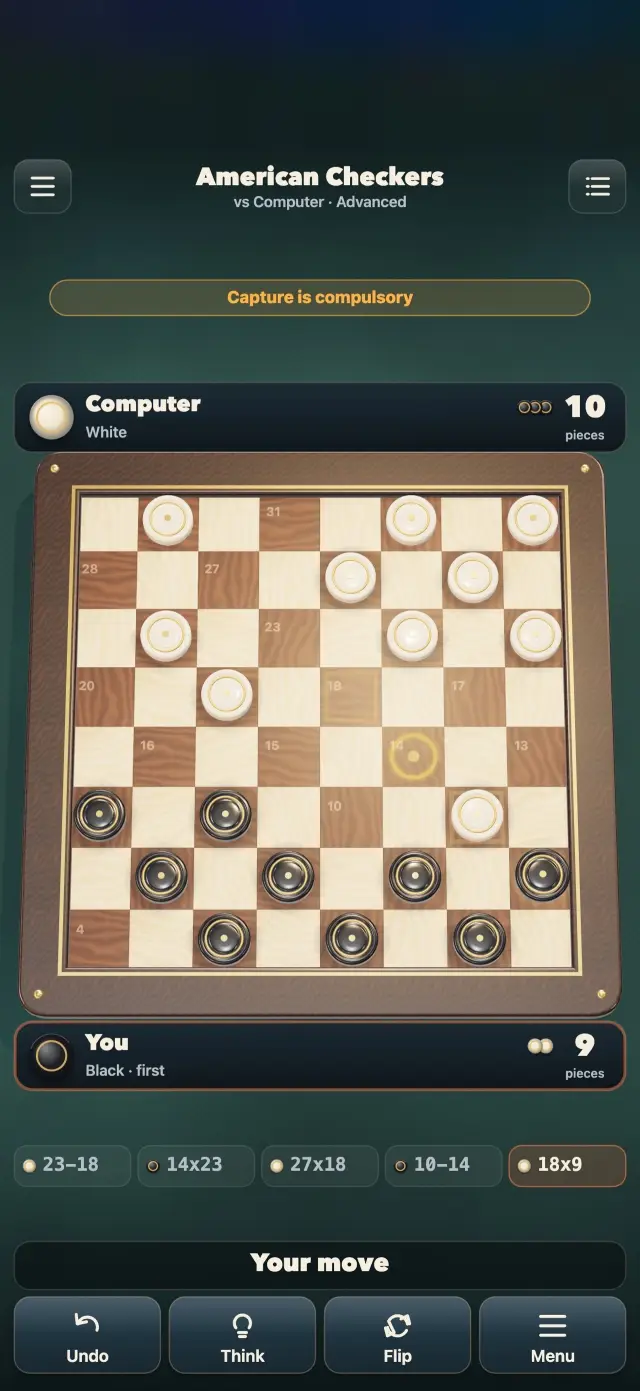 American Checkers
vs Computer · Advanced
Capture is compulsory
Computer
White
10
pieces
31
28
27
23
20
18
17
16
15
14
13
10
4
You
Black · first
9
pieces
23–18
14x23
27x18
10–14
18x9
Your move
Undo
Think
Flip
Menu